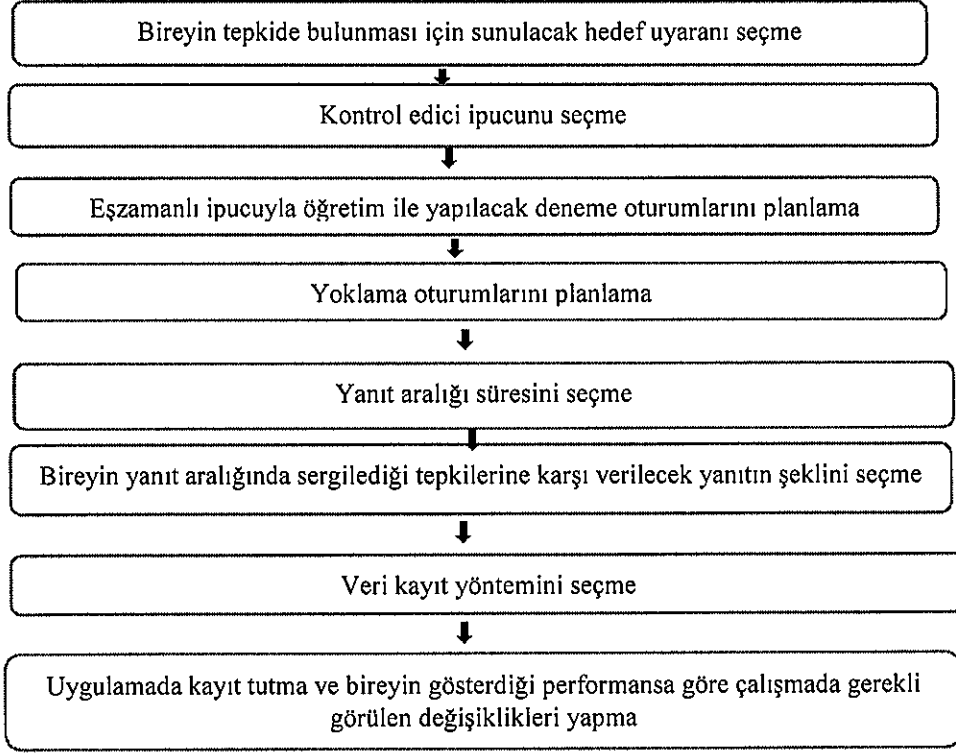 Bireyin tepkide bulunması için sunulacak hedef uyaranı seçme
Kontrol edici ipucunu seçme
Eşzamanlı ipucuyla öğretim ile yapılacak deneme oturumlarını planlama
Yoklama oturumlarını planlama
Yanıt aralığı süresini seçme
Bireyin yanıt aralığında sergilediği tepkilerine karşı verilecek yanıtın şeklini seçme
Veri kayıt yöntemini seçme
Uygulamada kayıt tutma ve bireyin gösterdiği performansa göre çalışmada gerekli
görülen değişiklikleri yapma